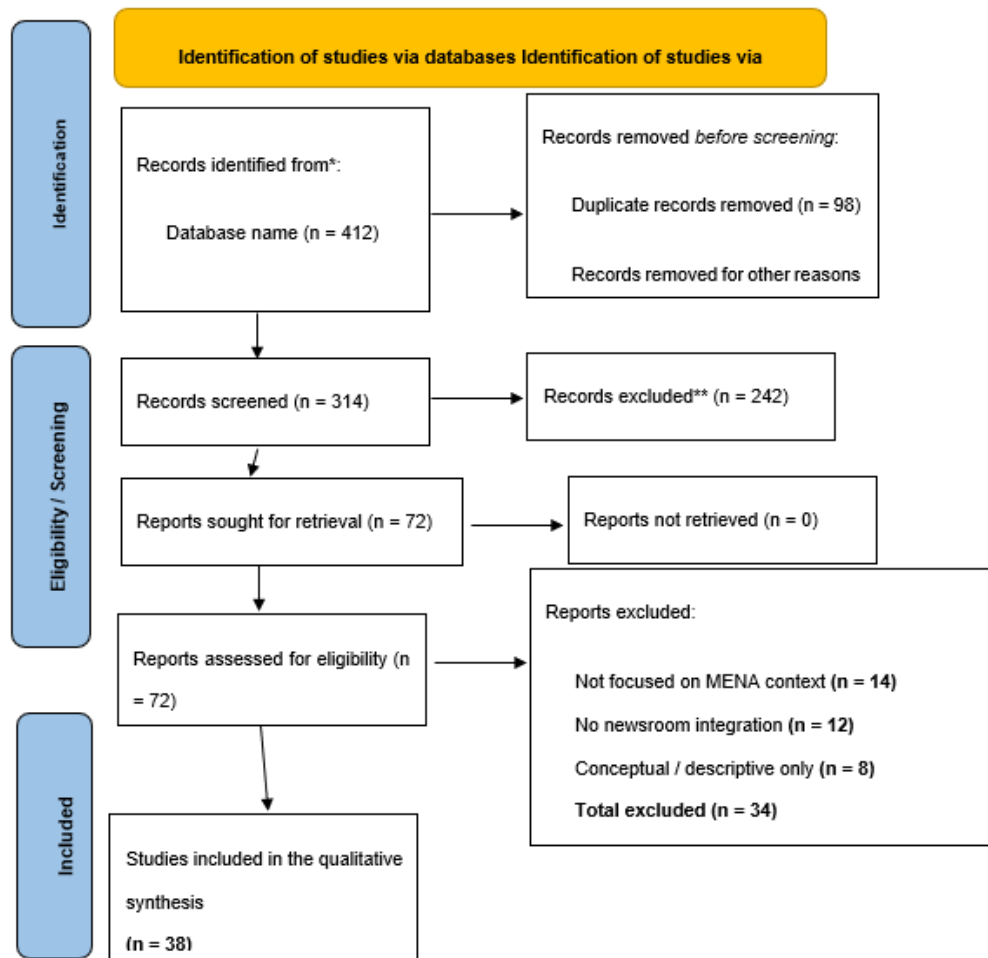 Identification of studies via databases Identification of studies via
Identification
Records identified from*:
Database name (n = 412)
Records removed before screening:
Duplicate records removed (n = 98)
Records removed for other reasons
Eligibility / Screening
Records screened (n = 314)
Records excluded** (n = 242)
Reports sought for retrieval (n = 72)
Reports not retrieved (n = 0)
Reports assessed for eligibility (n
= 72)
Reports excluded:
Not focused on MENA context (n = 14)
No newsroom integration (n = 12)
Conceptual / descriptive only (n = 8)
Total excluded (n = 34)
Included
Studies included in the qualitative
synthesis
(n = 38)